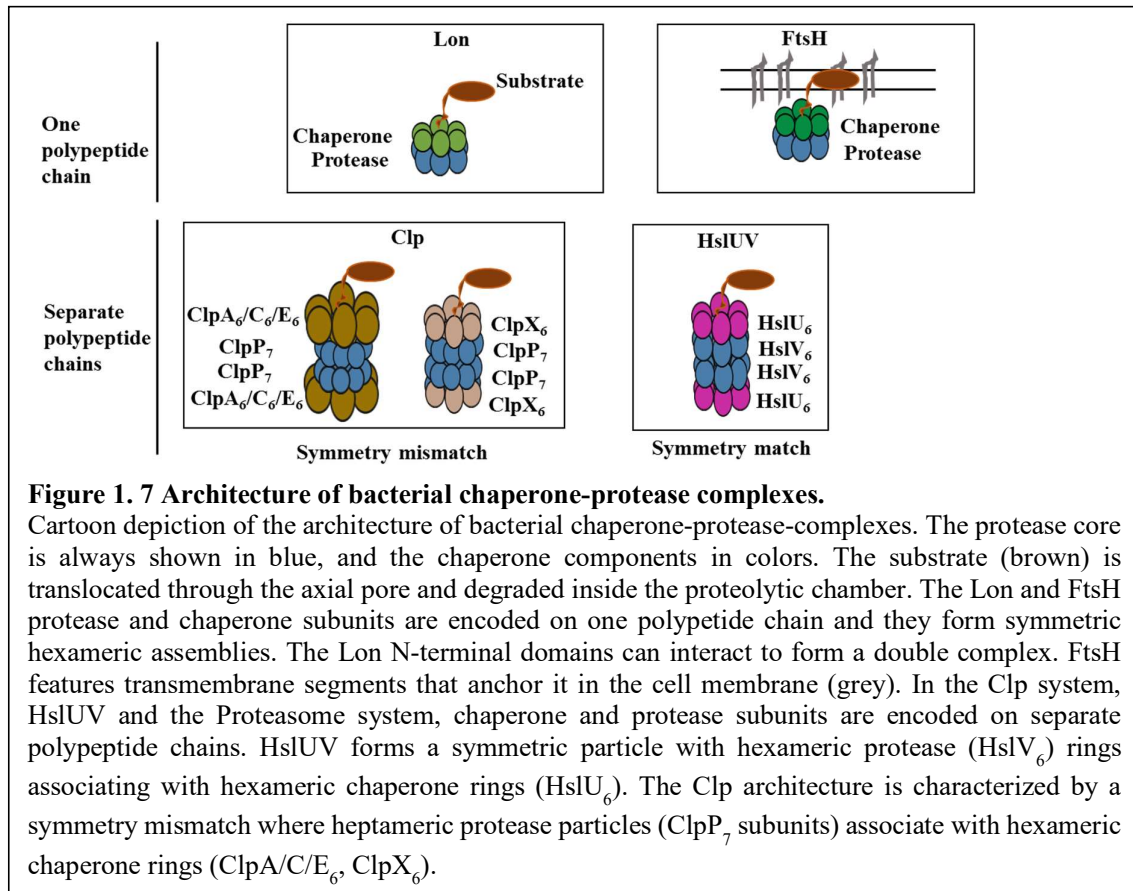 Lon
FtsH
Substrate
One
polypeptide
chain
Chaperone
Protease
Chaperone
Protease
Clp
HslUV
Separate
polypeptide
chains
ClpA₆/C₆/E₆
ClpP₇
ClpP₇
ClpA₆/C₆/E₆
ClpX₆
ClpP₇
ClpP₇
ClpX₆
HslU₆
HslV₆
HslV₆
HslU₆
Symmetry mismatch
Symmetry match
Figure 1. 7 Architecture of bacterial chaperone-protease complexes.
Cartoon depiction of the architecture of bacterial chaperone-protease-complexes. The protease core
is always shown in blue, and the chaperone components in colors. The substrate (brown) is
translocated through the axial pore and degraded inside the proteolytic chamber. The Lon and FtsH
protease and chaperone subunits are encoded on one polypetide chain and they form symmetric
hexameric assemblies. The Lon N-terminal domains can interact to form a double complex. FtsH
features transmembrane segments that anchor it in the cell membrane (grey). In the Clp system,
HslUV and the Proteasome system, chaperone and protease subunits are encoded on separate
polypeptide chains. HslUV forms a symmetric particle with hexameric protease (HslV₆) rings
associating with hexameric chaperone rings (HslU₆). The Clp architecture is characterized by a
symmetry mismatch where heptameric protease particles (ClpP₇ subunits) associate with hexameric
chaperone rings (ClpA/C/E₆, ClpX₆).